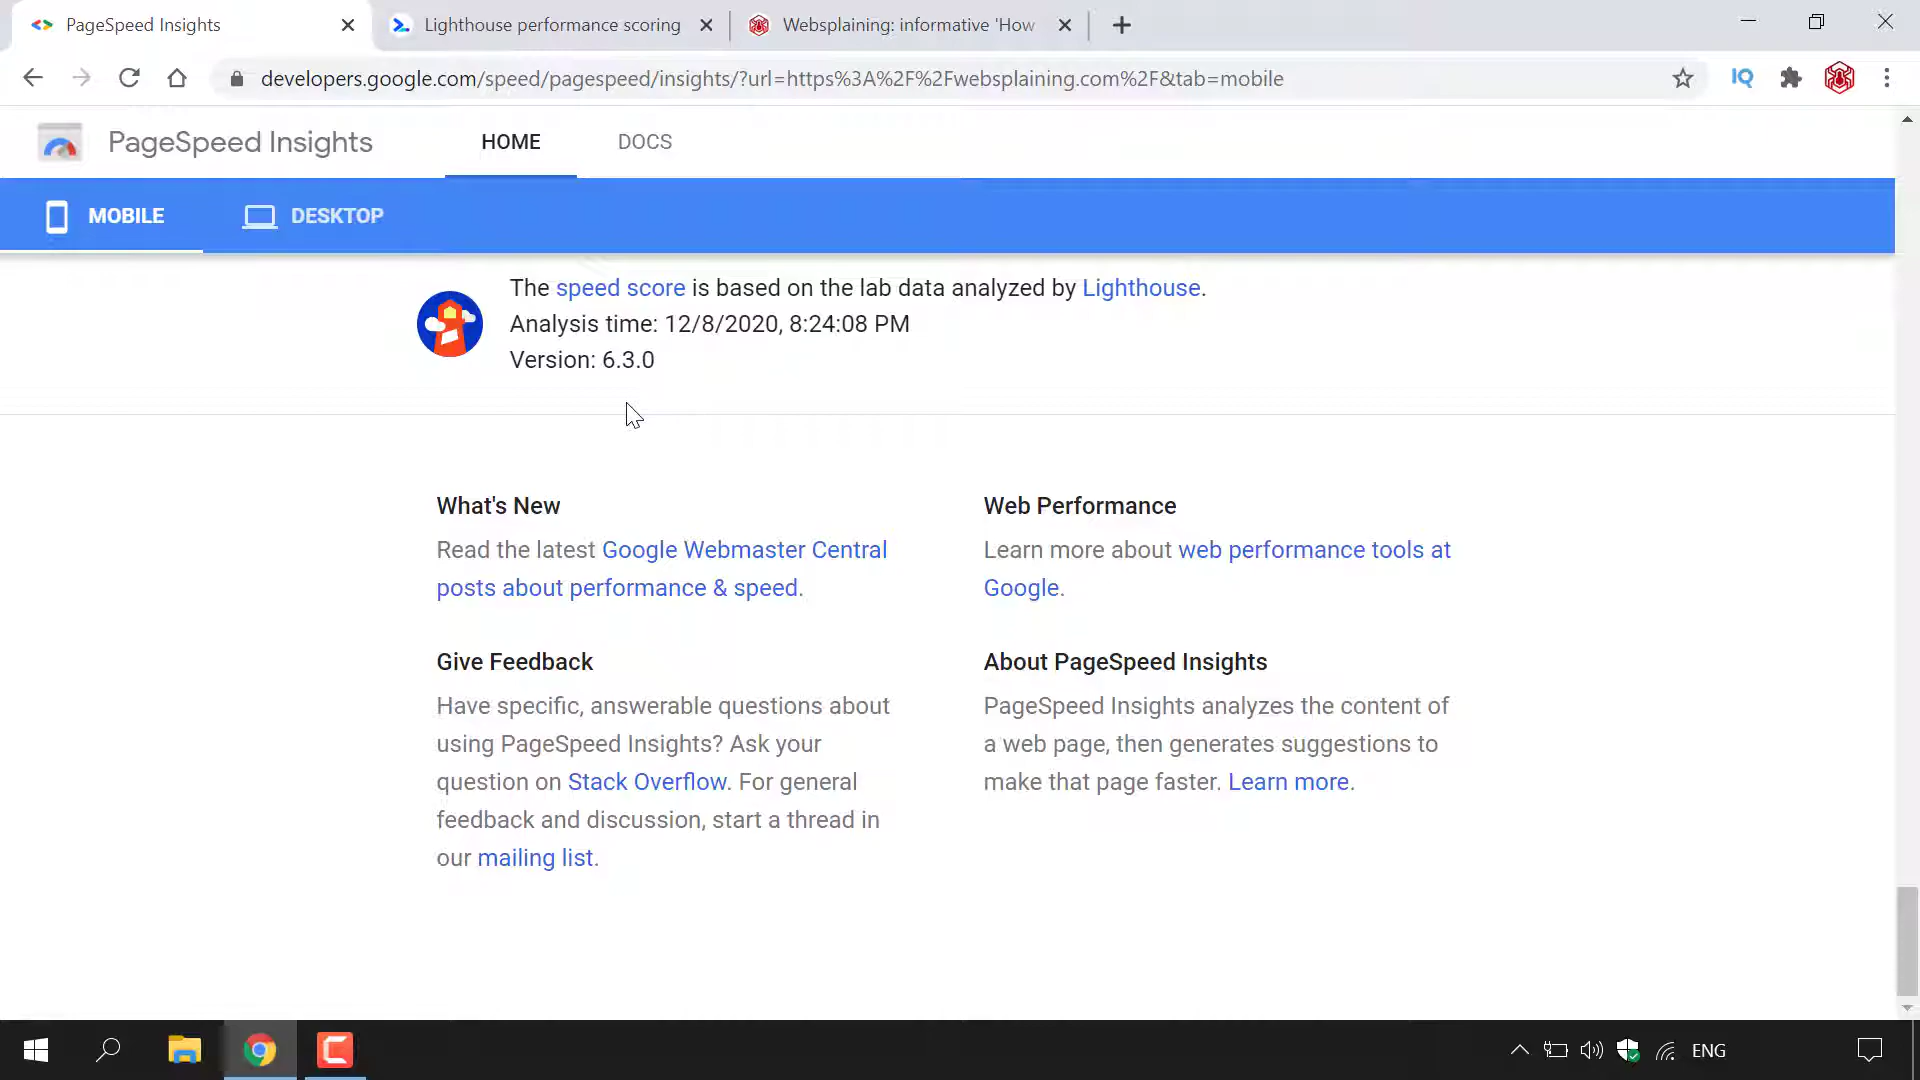 PageSpeed Insights
Lighthouse performance scoring
Websplaining: informative 'How
developers.google.com/speed/pagespeed/insights/?url=https%3A%2F%2Fwebsplaining.com%2F&tab=mobile
IQ
PageSpeed Insights
HOME
DOCS
MOBILE
DESKTOP
The speed score is based on the lab data analyzed by Lighthouse.
Analysis time: 12/8/2020, 8:24:08 PM
Version: 6.3.0
What's New
Read the latest Google Webmaster Central
posts about performance & speed.
Web Performance
Learn more about web performance tools at
Google.
Give Feedback
Have specific, answerable questions about
using PageSpeed Insights? Ask your
question on Stack Overflow. For general
feedback and discussion, start a thread in
our mailing list.
About PageSpeed Insights
PageSpeed Insights analyzes the content of
a web page, then generates suggestions to
make that page faster. Learn more.
ENG